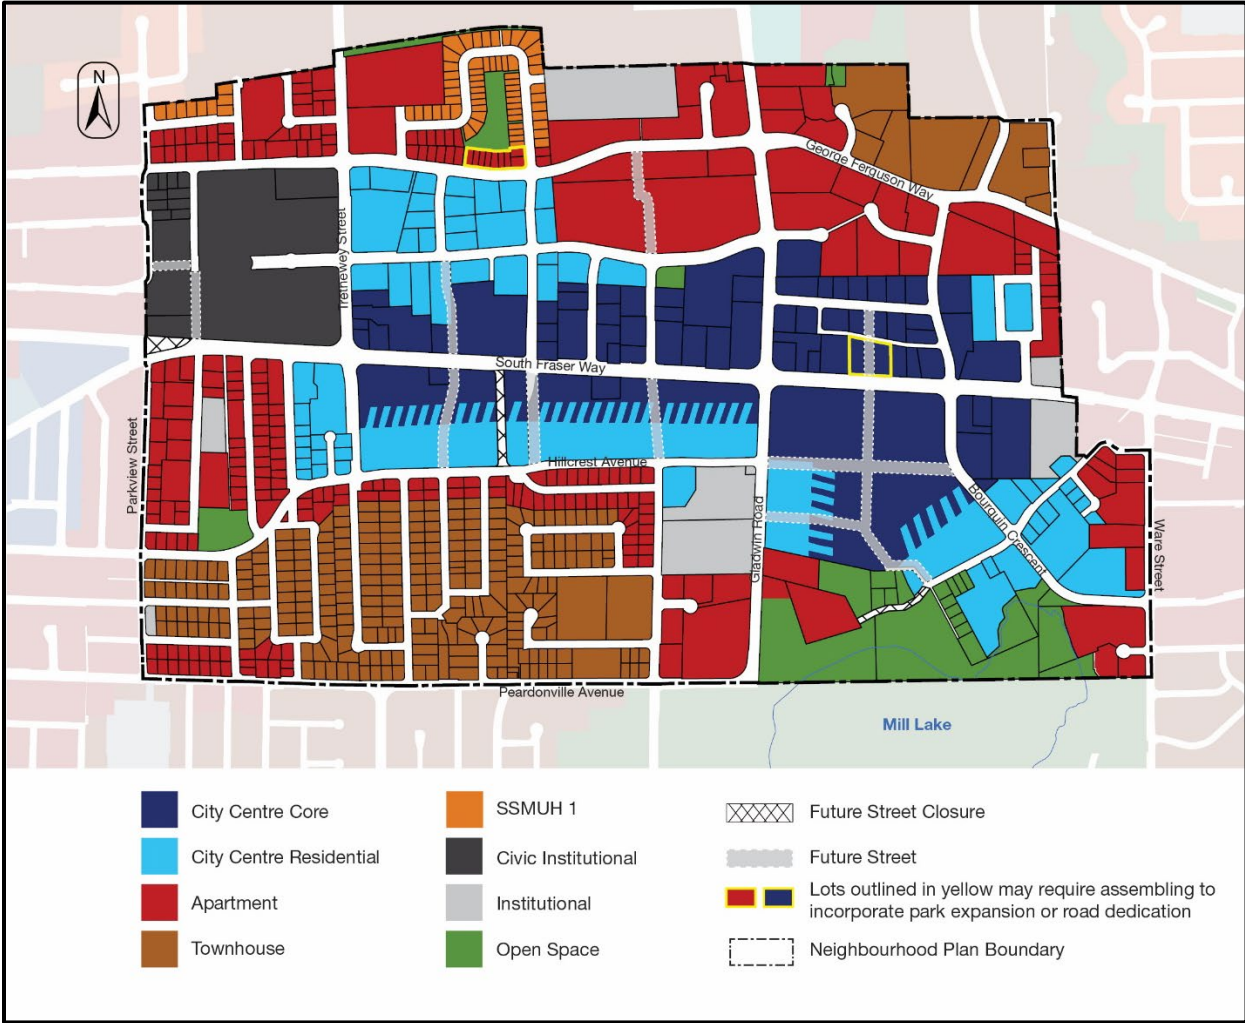 N
George Ferguson Way
Trethewey Street
South Fraser Way
Parkview Street
Hillcrest Avenue
Gladwin Road
Bourquin Crescent
Ware Street
Peardonville Avenue
Mill Lake
City Centre Core
City Centre Residential
Apartment
Townhouse
SSMUH 1
Civic Institutional
Institutional
Open Space
Future Street Closure
Future Street
Lots outlined in yellow may require assembling to
incorporate park expansion or road dedication
Neighbourhood Plan Boundary